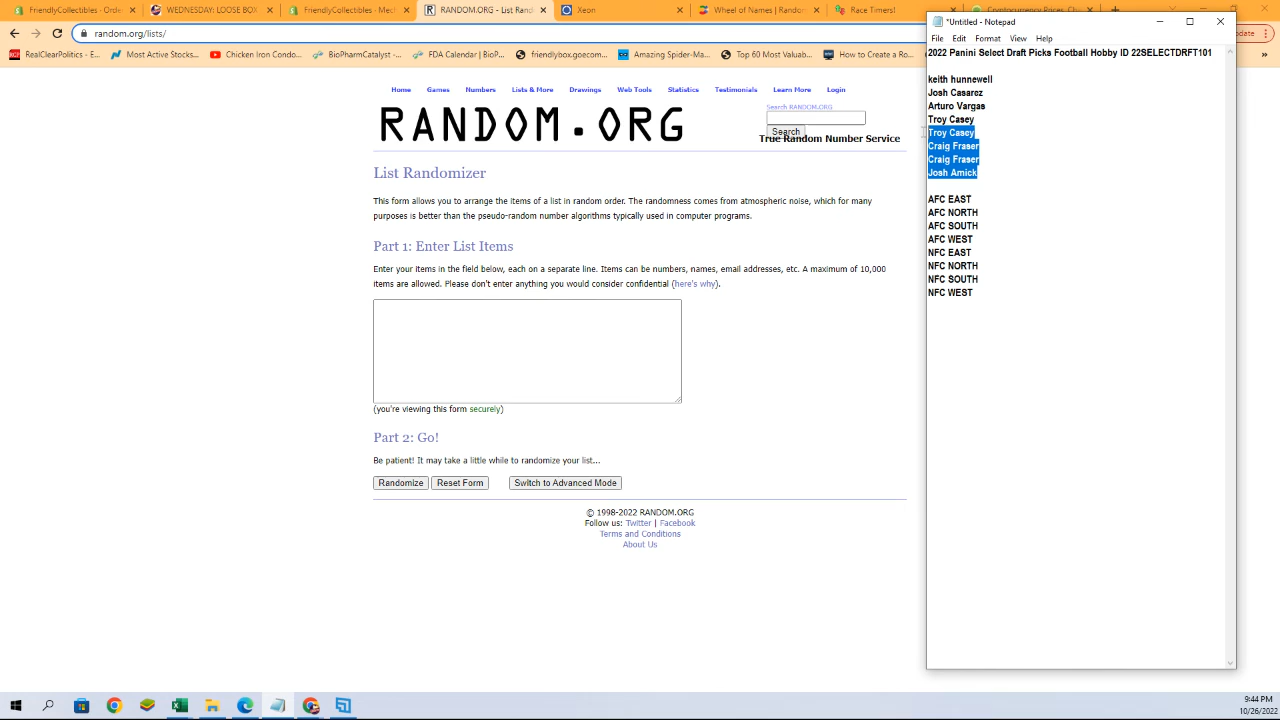 FriendlyCollectibles - Orde
WEDNESDAY: LOOSE BOX
FriendlyCollectibles · Mech
RANDOM.ORG - List Rando
Xeon
Wheel of Names | Random
Race Timers!
random.org/lists/
RealClearPolitics - E...
Most Active Stocks...
Chicken Iron Condo...
BioPharmCatalyst -...
FDA Calendar | BioP...
friendlybox.goecom...
Amazing Spider-Ma...
Top 60 Most Valuab...
How to Create a Ro...
»
*Untitled - Notepad
File Edit Format View Help
2022 Panini Select Draft Picks Football Hobby ID 22SELECTDRFT101
keith hunnewell
Josh Casarez
Arturo Vargas
Troy Casey
Troy Casey
Craig Fraser
Craig Fraser
Josh Amick
AFC EAST
AFC NORTH
AFC SOUTH
AFC WEST
NFC EAST
NFC NORTH
NFC SOUTH
NFC WEST
Home Games Numbers Lists & More Drawings Web Tools Statistics Testimonials Learn More Login
RANDOM.ORG
Search RANDOM.ORG
Search
True Random Number Service
List Randomizer
This form allows you to arrange the items of a list in random order. The randomness comes from atmospheric noise, which for many
purposes is better than the pseudo-random number algorithms typically used in computer programs.
Part 1: Enter List Items
Enter your items in the field below, each on a separate line. Items can be numbers, names, email addresses, etc. A maximum of 10,000
items are allowed. Please don't enter anything you would consider confidential (here's why).
(you're viewing this form securely)
Part 2: Go!
Be patient! It may take a little while to randomize your list...
Randomize Reset Form Switch to Advanced Mode
© 1998-2022 RANDOM.ORG
Follow us: Twitter | Facebook
Terms and Conditions
About Us
9:44 PM
10/26/2022